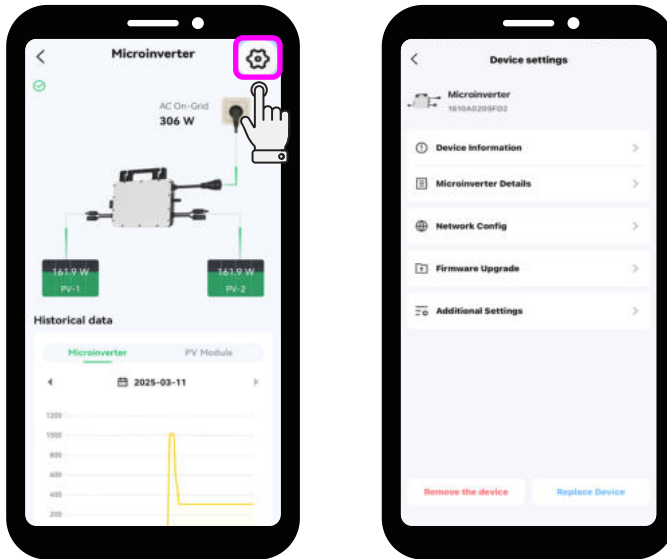 Microinverter
AC On-Grid
306 W
161.9 W
PV-1
161.9 W
PV-2
Historical data
Microinverter PV Module
2025-03-11
1200
1000
800
600
400
200
Device settings
Microinverter
1610A0209FD2
Device Information
Microinverter Details
Network Config
Firmware Upgrade
Additional Settings
Remove the device Replace Device